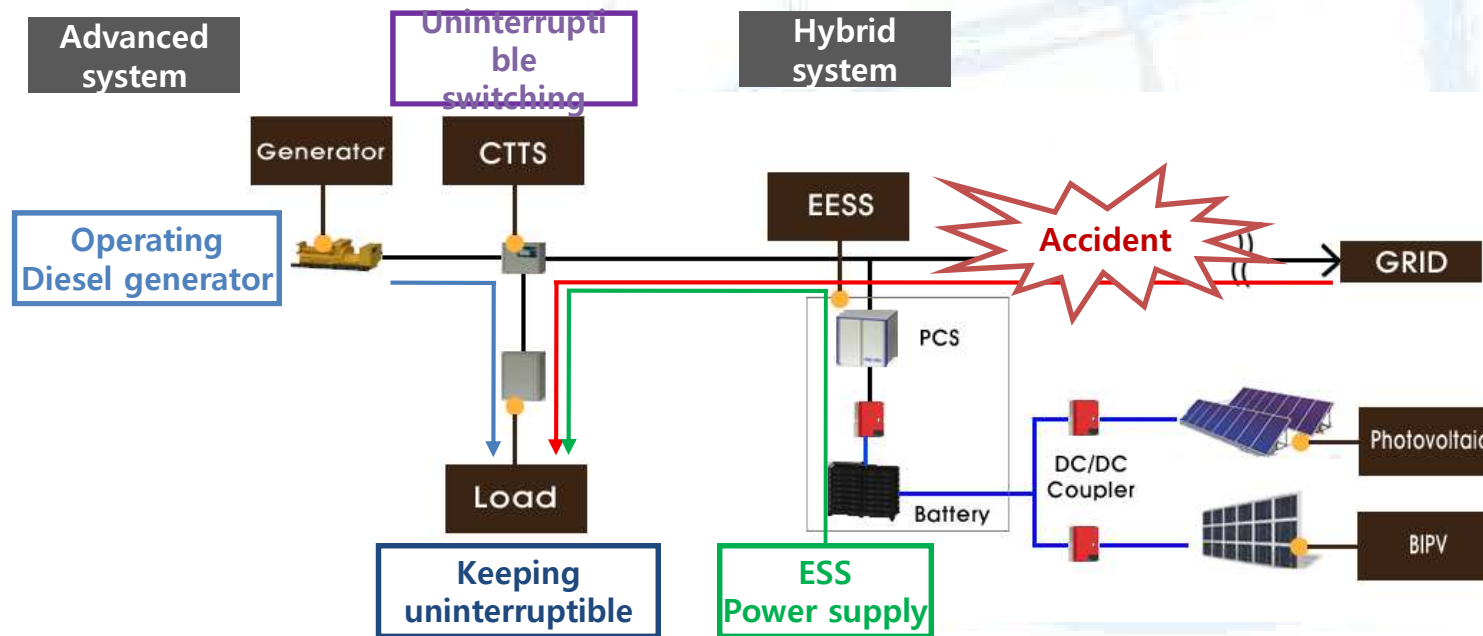 Advanced
system
Uninterrupti
ble
switching
Hybrid
system
Generator
CTTS
EESS
Accident
GRID
Operating
Diesel generator
PCS
Photovoltaic
DC/DC
Coupler
Load
Battery
BIPV
Keeping
uninterruptible
ESS
Power supply